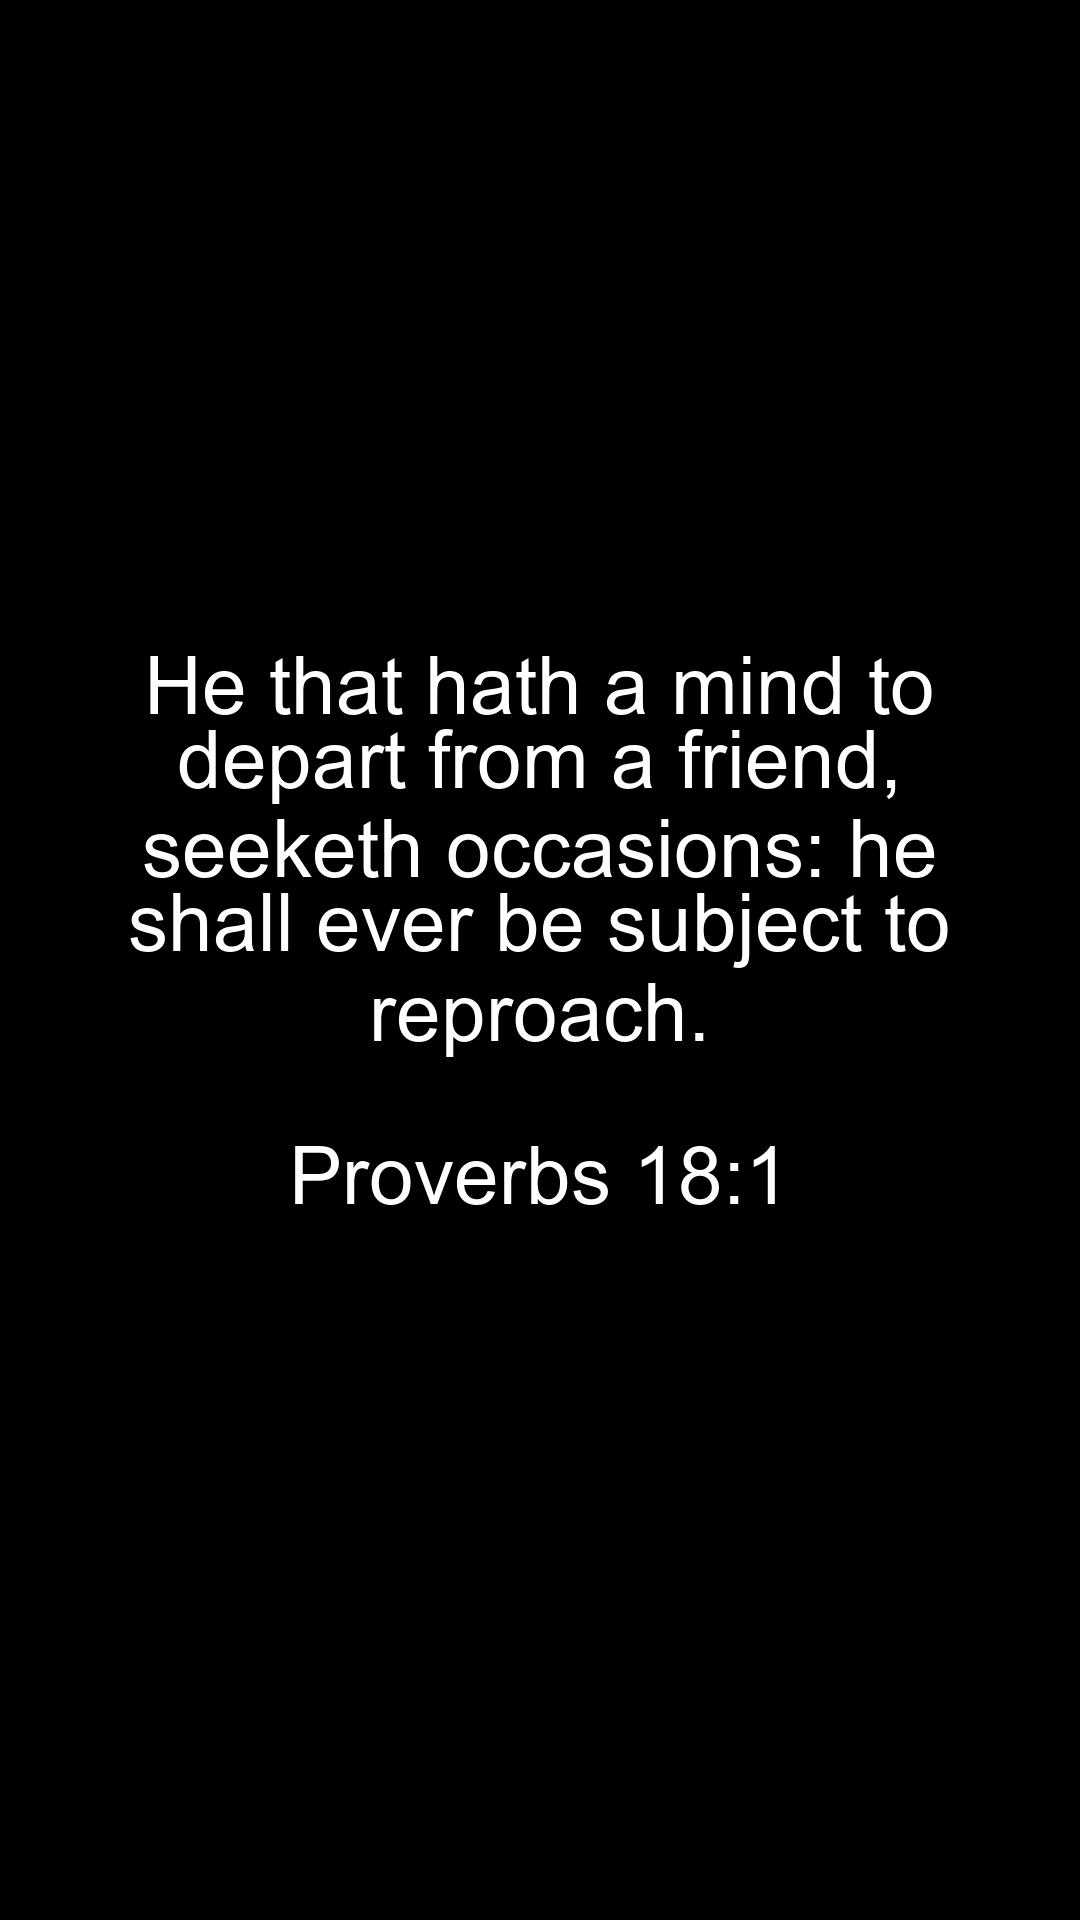 He that hath a mind to
depart from a friend,
seeketh occasions: he
shall ever be subject to
reproach.
Proverbs 18:1